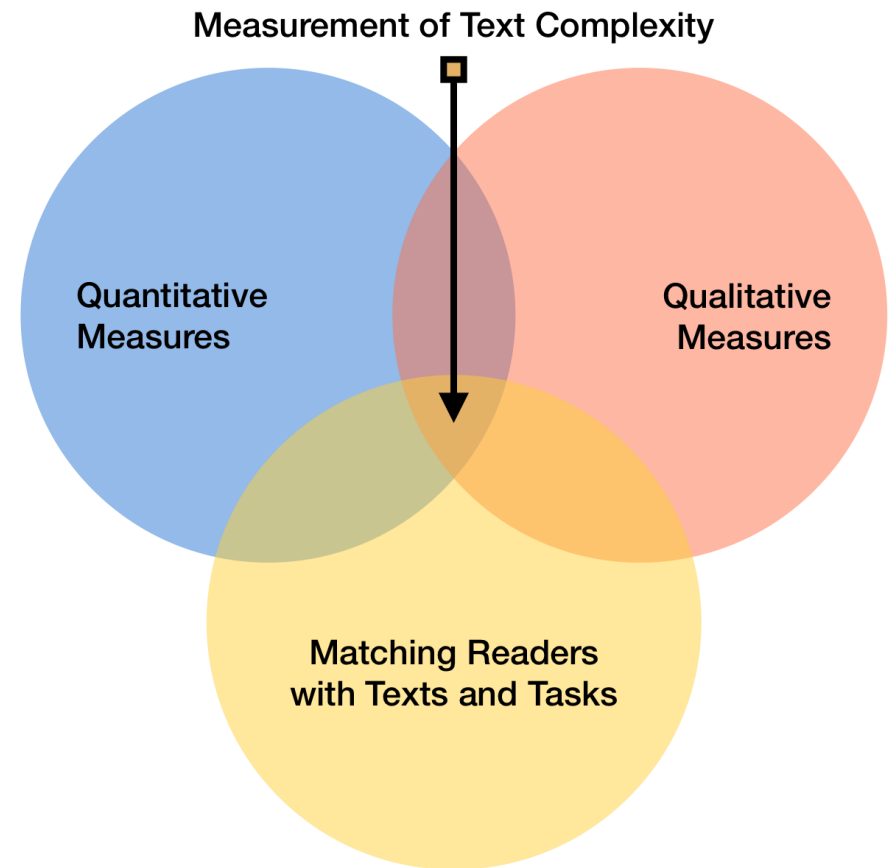 Measurement of Text Complexity
Quantitative
Measures
Qualitative
Measures
Matching Readers
with Texts and Tasks